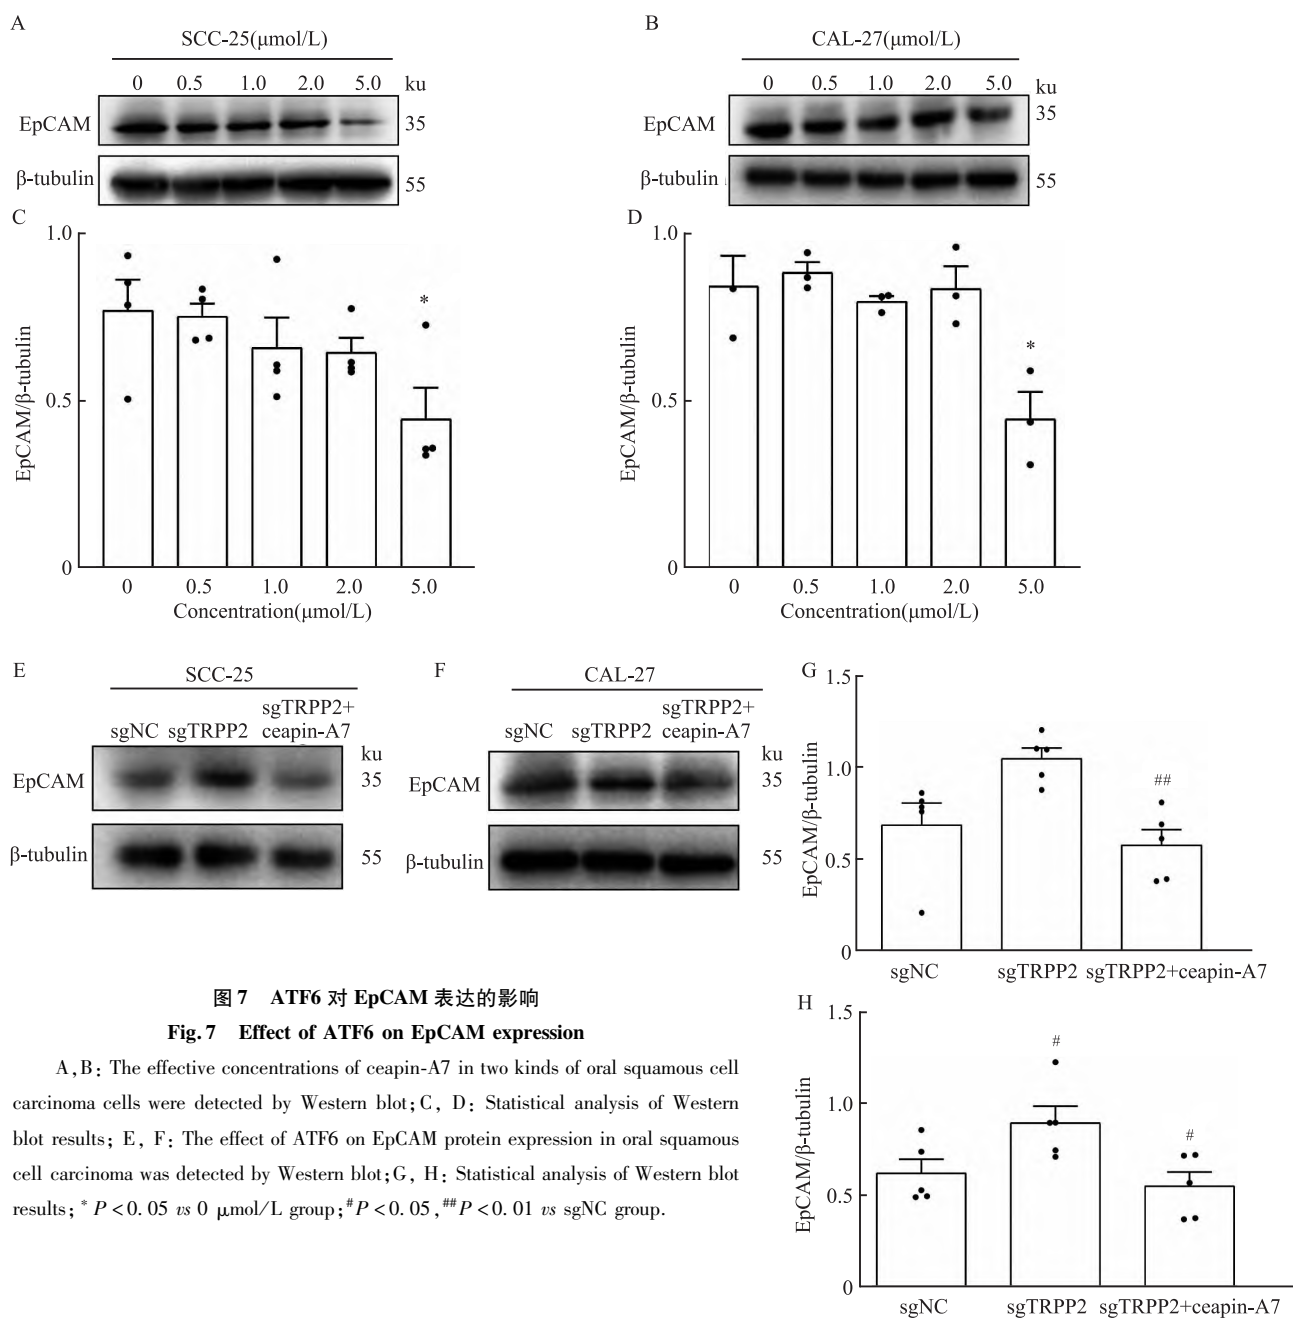 A
SCC-25(μmol/L)
0 0.5 1.0 2.0 5.0 ku
EpCAM 35
β-tubulin 55
B
CAL-27(μmol/L)
0 0.5 1.0 2.0 5.0 ku
EpCAM 35
β-tubulin 55
C
1.0
0.5
0
EpCAM/β-tubulin
*
0 0.5 1.0 2.0 5.0
Concentration(μmol/L)
D
1.0
0.5
0
EpCAM/β-tubulin
*
0 0.5 1.0 2.0 5.0
Concentration(μmol/L)
E
SCC-25
sgTRPP2+
sgNC sgTRPP2 ceapin-A7
ku
EpCAM 35
β-tubulin 55
F
CAL-27
sgTRPP2+
sgNC sgTRPP2 ceapin-A7
ku
EpCAM 35
β-tubulin 55
G
1.5
1.0
0.5
0
EpCAM/β-tubulin
##
sgNC sgTRPP2 sgTRPP2+ceapin-A7
H
1.5
1.0
0.5
0
EpCAM/β-tubulin
# #
sgNC sgTRPP2 sgTRPP2+ceapin-A7
图 7 ATF6 对 EpCAM 表达的影响
Fig. 7 Effect of ATF6 on EpCAM expression
A,B: The effective concentrations of ceapin-A7 in two kinds of oral squamous cell
carcinoma cells were detected by Western blot; C, D: Statistical analysis of Western
blot results; E, F: The effect of ATF6 on EpCAM protein expression in oral squamous
cell carcinoma was detected by Western blot; G, H: Statistical analysis of Western blot
results; * P < 0. 05 vs 0 μmol/L group; #P < 0. 05, ##P < 0. 01 vs sgNC group.